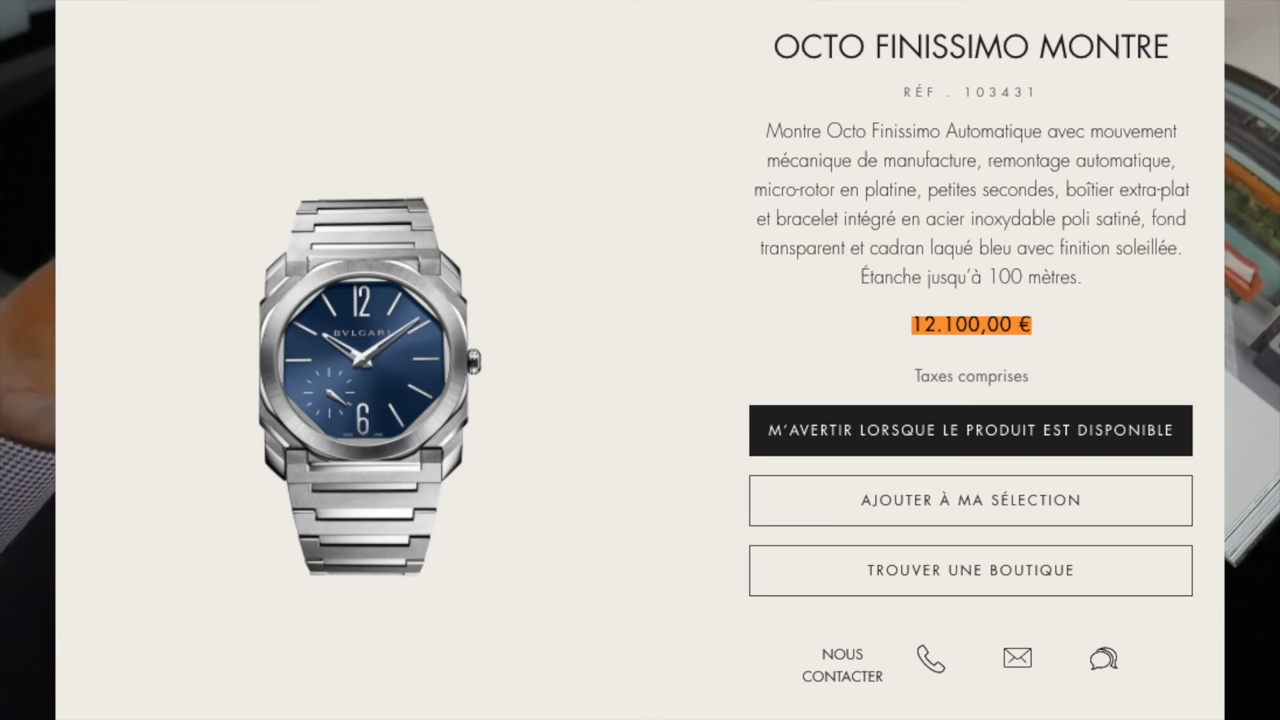 OCTO FINISSIMO MONTRE
RÉF . 103431
Montre Octo Finissimo Automatique avec mouvement
mécanique de manufacture, remontage automatique,
micro-rotor en platine, petites secondes, boîtier extra-plat
et bracelet intégré en acier inoxydable poli satiné, fond
transparent et cadran laqué bleu avec finition soleillée.
Étanche jusqu'à 100 mètres.
12.100,00 €
Taxes comprises
M'AVERTIR LORSQUE LE PRODUIT EST DISPONIBLE
AJOUTER À MA SÉLECTION
TROUVER UNE BOUTIQUE
NOUS
CONTACTER
12
BVLGARI
6